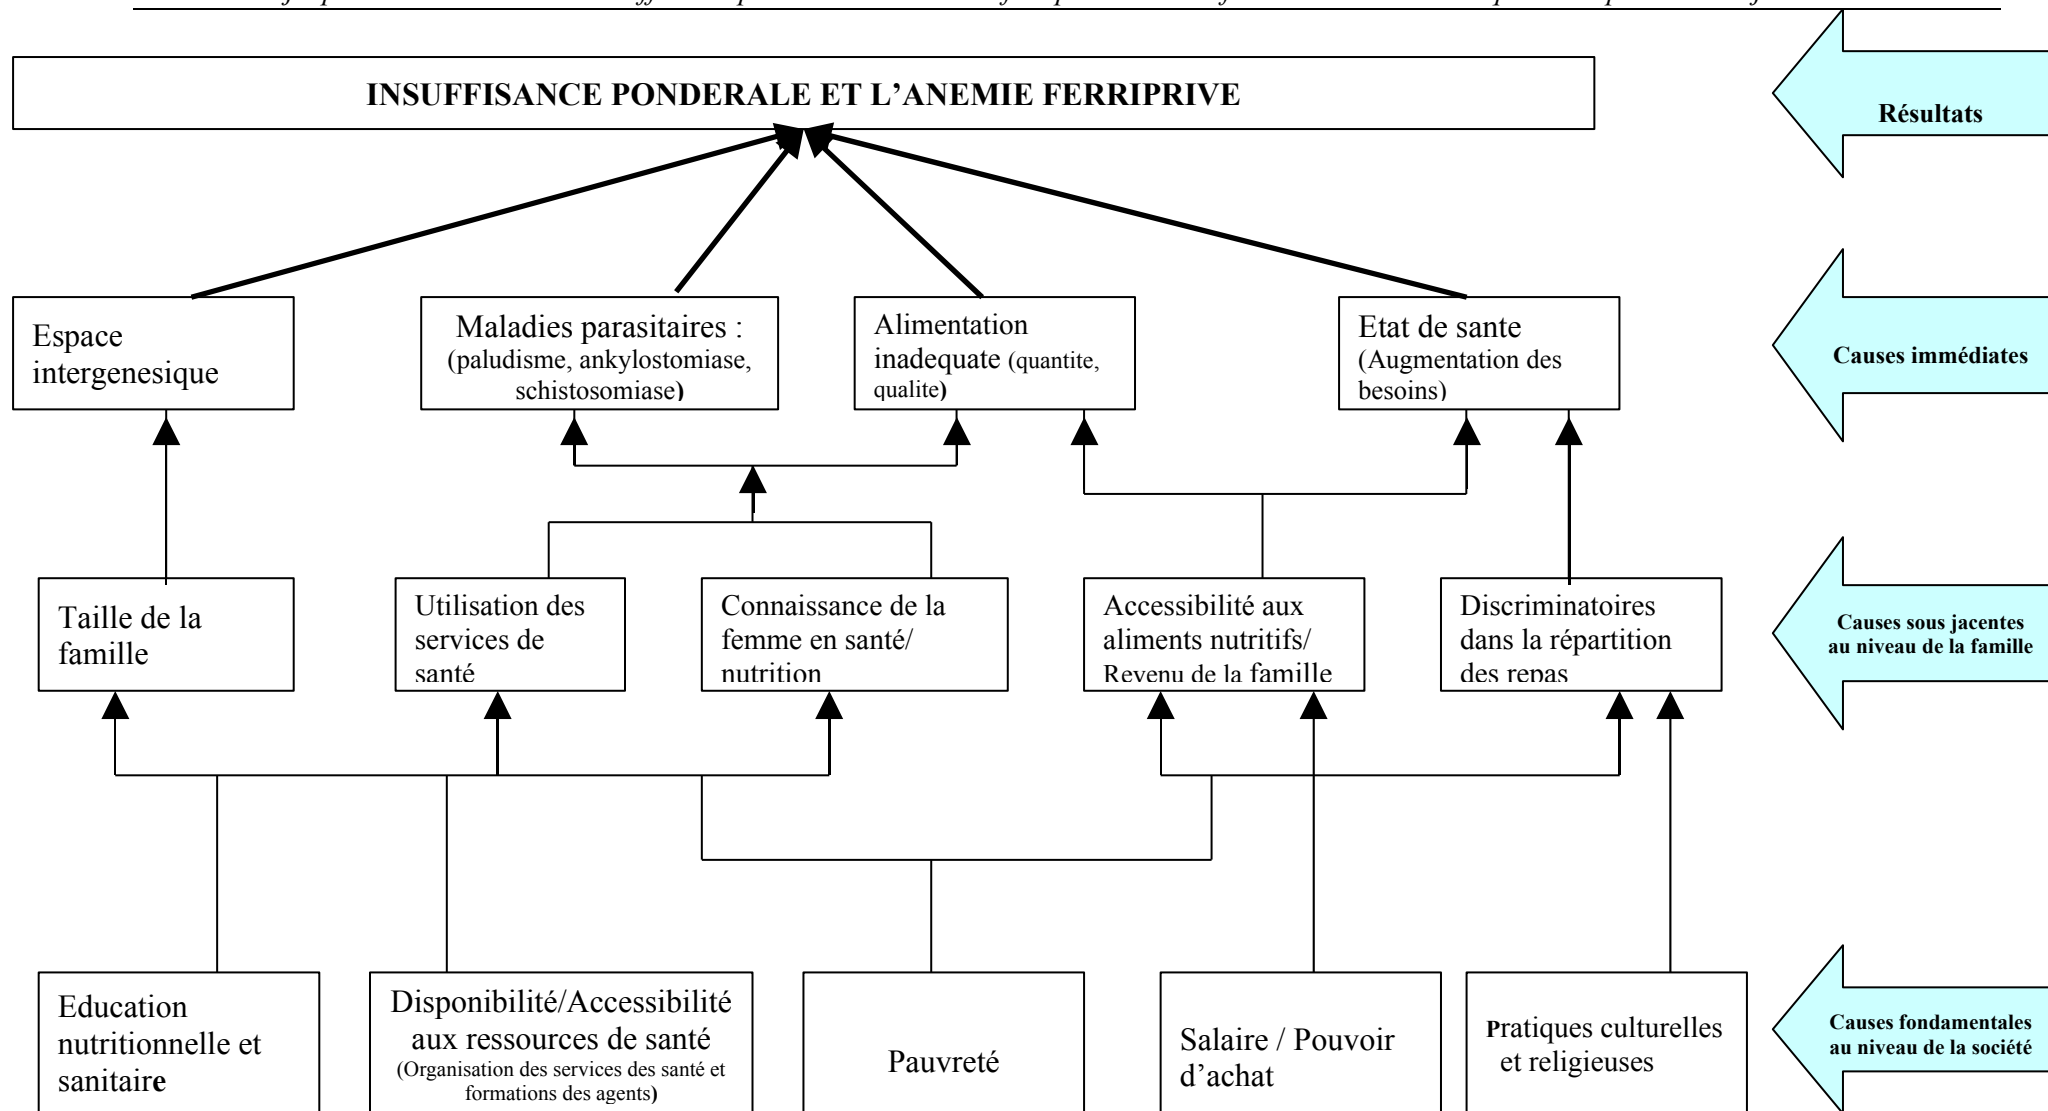 INSUFFISANCE PONDERALE ET L’ANEMIE FERRIPRIVE
Résultats
Espace
intergenesique
Maladies parasitaires :
(paludisme, ankylostomiase,
schistosomiase)
Alimentation
inadequate (quantite,
qualite)
Etat de sante
(Augmentation des
besoins)
Causes immédiates
Taille de la
famille
Utilisation des
services de
santé
Connaissance de la
femme en santé/
nutrition
Accessibilité aux
aliments nutritifs/
Revenu de la famille
Discriminatoires
dans la répartition
des repas
Causes sous jacentes
au niveau de la famille
Education
nutritionnelle et
sanitaire
Disponibilité/Accessibilité
aux ressources de santé
(Organisation des services des santé et
formations des agents)
Pauvreté
Salaire / Pouvoir
d’achat
Pratiques culturelles
et religieuses
Causes fondamentales
au niveau de la société